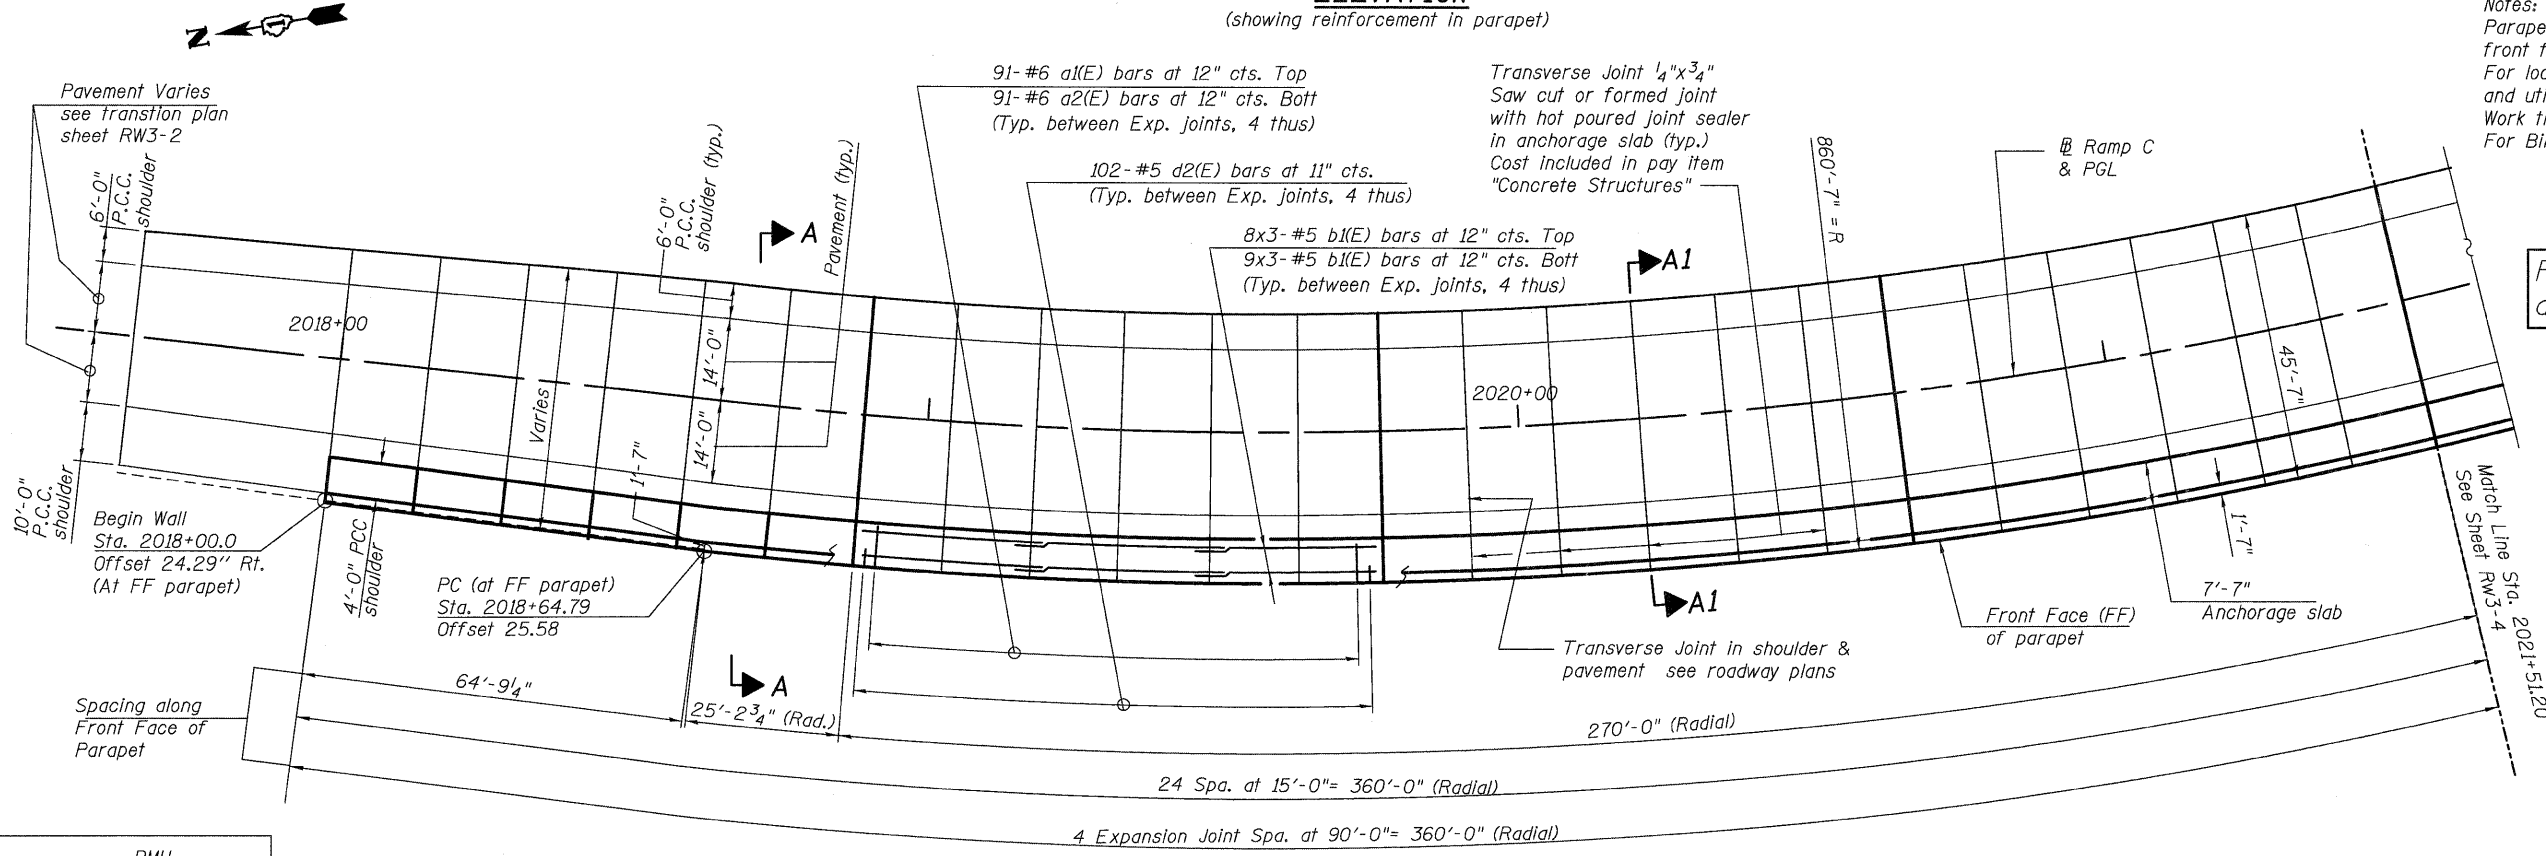 ELEVATION
(showing reinforcement in parapet)
N
Notes:
Parape
front f
For loc
and uti
Work th
For Bil
Pavement Varies
see transtion plan
sheet RW3-2
91-#6 a1(E) bars at 12" cts. Top
91-#6 a2(E) bars at 12" cts. Bott
(Typ. between Exp. joints, 4 thus)
102-#5 d2(E) bars at 11" cts.
(Typ. between Exp. joints, 4 thus)
8x3-#5 b1(E) bars at 12" cts. Top
9x3-#5 b1(E) bars at 12" cts. Bott
(Typ. between Exp. joints, 4 thus)
Transverse Joint 1/4"x3/4"
Saw cut or formed joint
with hot poured joint sealer
in anchorage slab (typ.)
Cost included in pay item
"Concrete Structures"
860'-7" = R
℄ Ramp C
& PGL
6'-0"
P.C.C.
shoulder
6'-0"
P.C.C.
shoulder (typ.)
Pavement (typ.)
A
A1
2018+00
Varies
14'-0"
14'-0"
1'-7"
2020+00
45'-7"
10'-0"
P.C.C.
shoulder
Begin Wall
Sta. 2018+00.0
Offset 24.29'' Rt.
(At FF parapet)
4'-0" PCC
shoulder
PC (at FF parapet)
Sta. 2018+64.79
Offset 25.58
A
A1
Transverse Joint in shoulder &
pavement see roadway plans
Front Face (FF)
of parapet
1'-7"
7'-7"
Anchorage slab
Match Line Sta. 2021+51.20
See Sheet RW3-4
Spacing along
Front Face of
Parapet
64'-9 1/4"
25'-2 3/4" (Rad.)
270'-0" (Radial)
24 Spa. at 15'-0"= 360'-0" (Radial)
4 Expansion Joint Spa. at 90'-0"= 360'-0" (Radial)